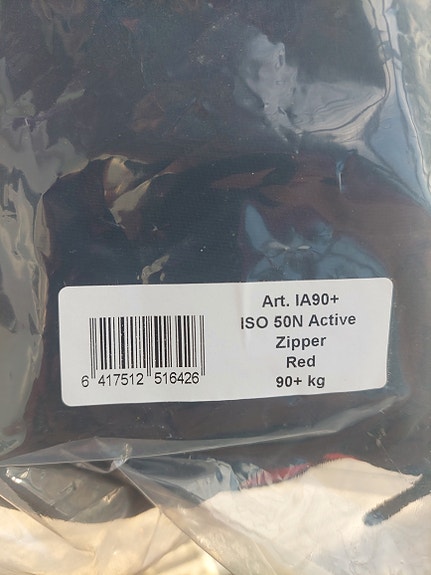 Art. IA90+
ISO 50N Active
Zipper
Red
90+ kg
6 417512 516426